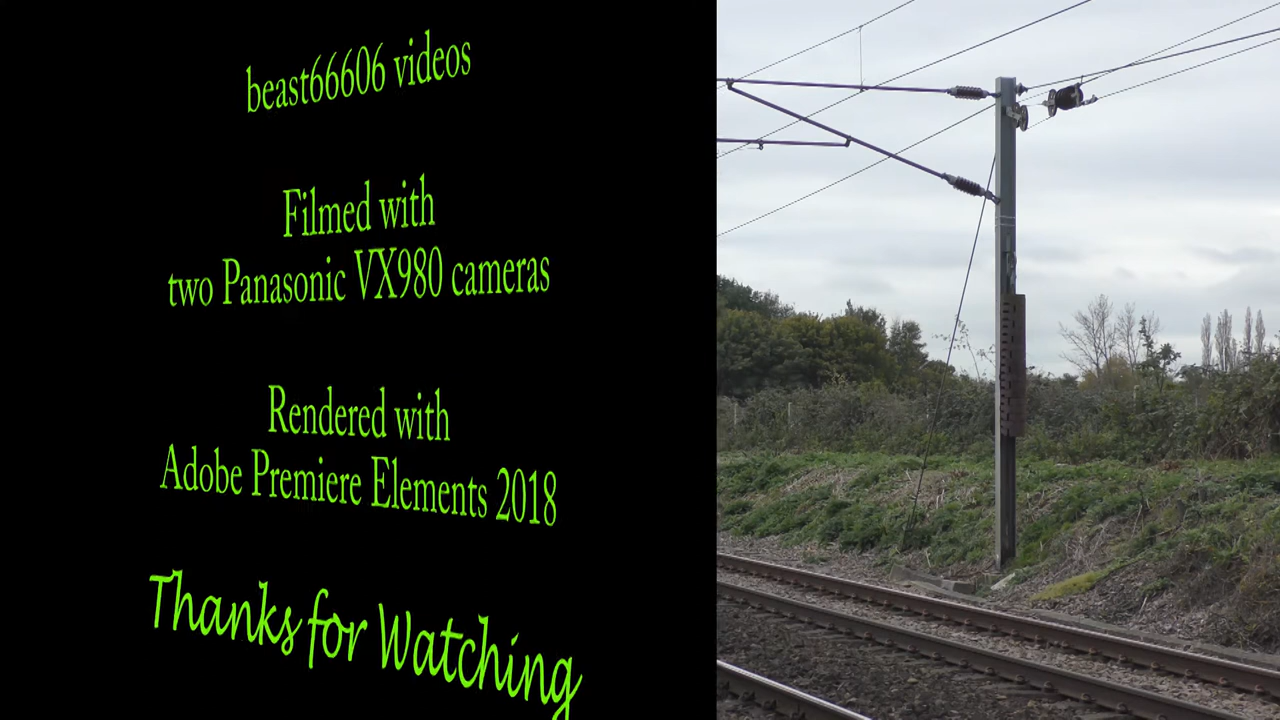 beast66606 videos
Filmed with
two Panasonic VX980 cameras
Rendered with
Adobe Premiere Elements 2018
Thanks for Watching